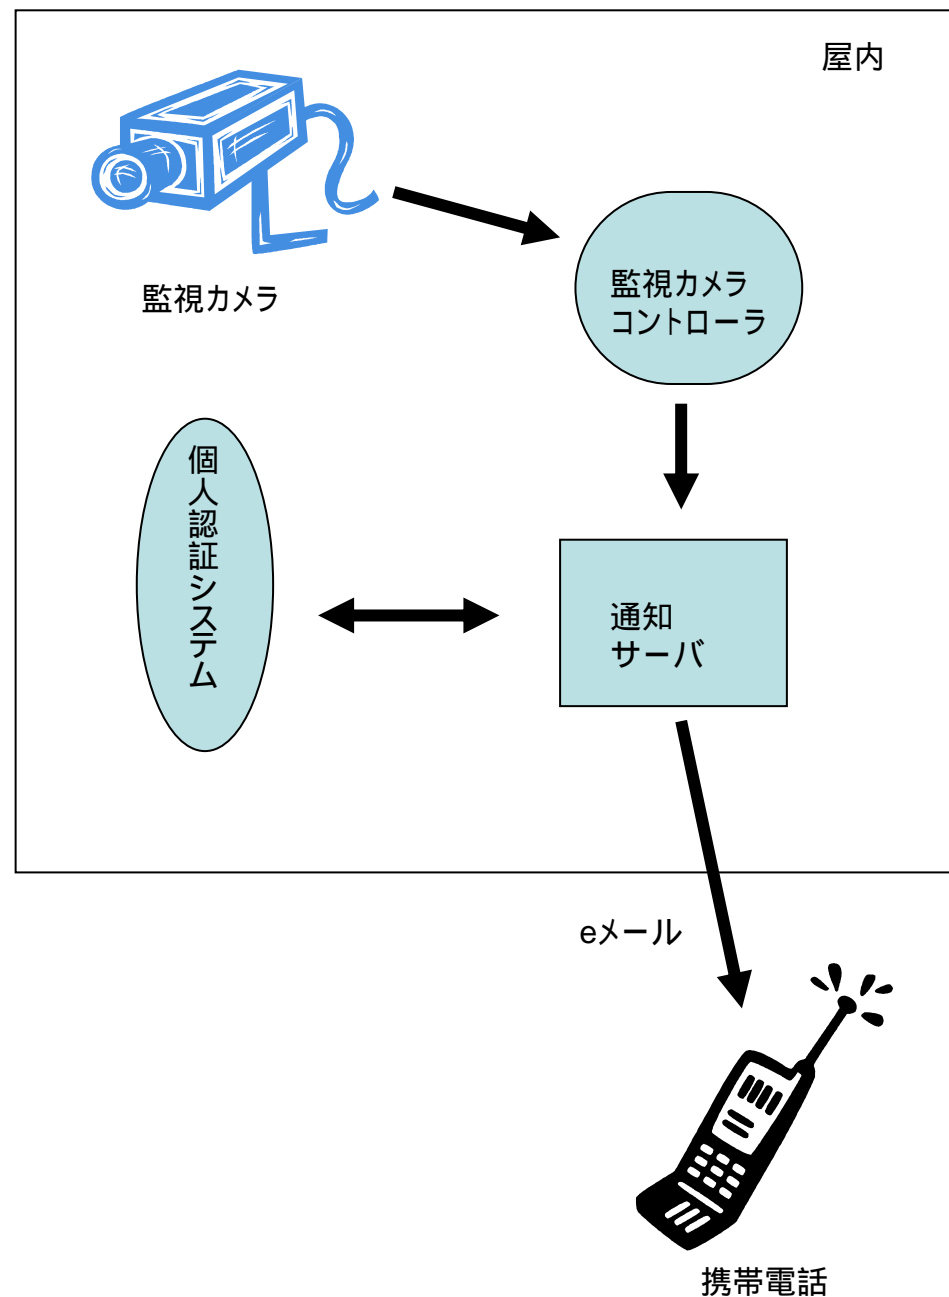 屋内
監視カメラ
監視カメラ
コントローラ
個人認証システム
通知
サーバ
eメール
携帯電話